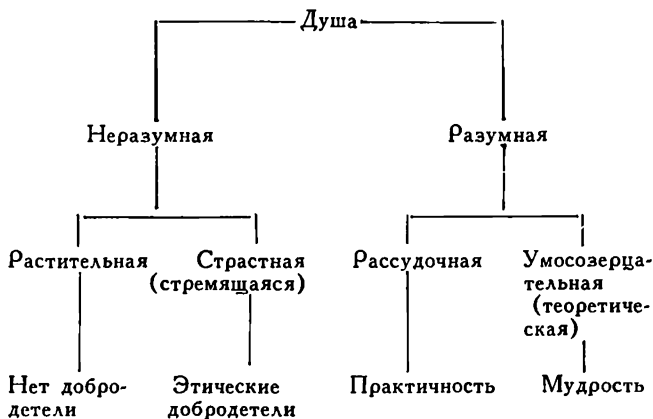 Душа
Неразумная
Разумная
Растительная
Страстная
(стремящаяся)
Рассудочная
Умосозерца-
тельная
(теоретиче-
ская)
Нет добро-
детели
Этические
добродетели
Практичность
Мудрость